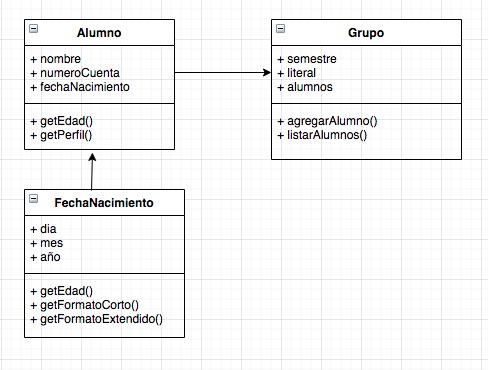 Alumno
+ nombre
+ numeroCuenta
+ fechaNacimiento
+ getEdad()
+ getPerfil()
Grupo
+ semestre
+ literal
+ alumnos
+ agregarAlumno()
+ listarAlumnos()
FechaNacimiento
+ dia
+ mes
+ año
+ getEdad()
+ getFormatoCorto()
+ getFormatoExtendido()